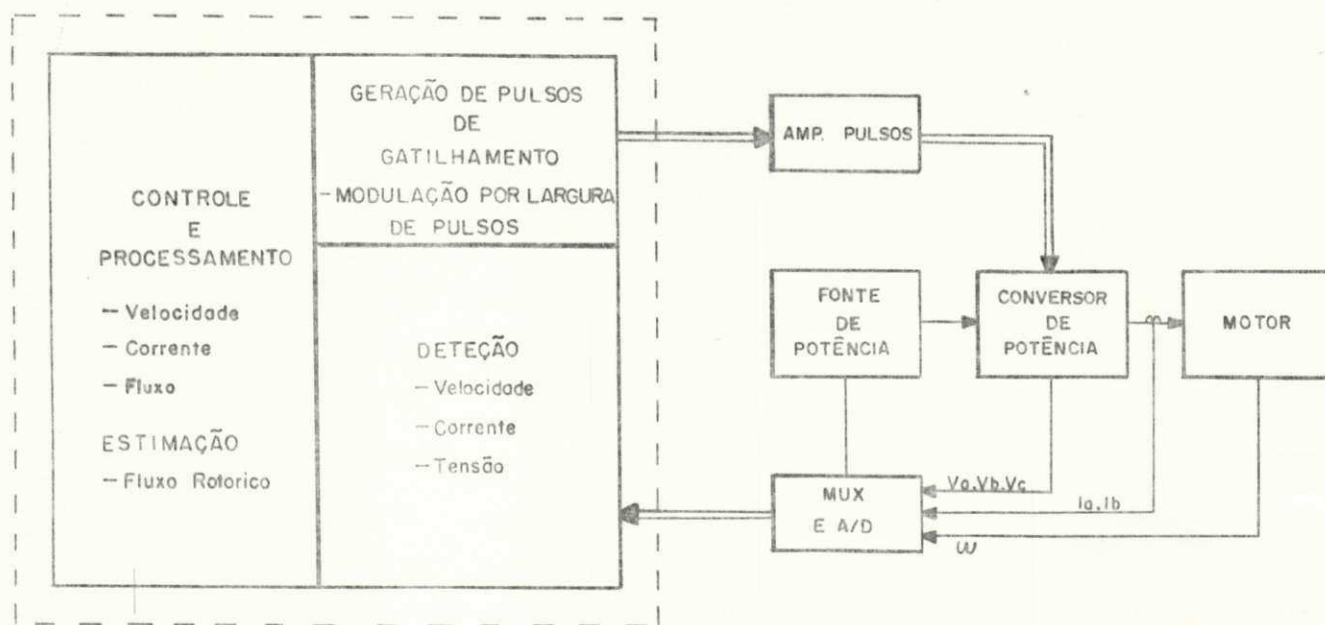 CONTROLE
E
PROCESSAMENTO
— Velocidade
— Corrente
— Fluxo
ESTIMAÇÃO
— Fluxo Rotorico
GERAÇÃO DE PULSOS
DE
GATILHAMENTO
— MODULAÇÃO POR LARGURA
DE PULSOS
DETEÇÃO
— Velocidade
— Corrente
— Tensão
AMP. PULSOS
FONTE
DE
POTÊNCIA
CONVERSOR
DE
POTÊNCIA
MOTOR
MUX
E A/D
Va,Vb,Vc
Ia,Ib
ω